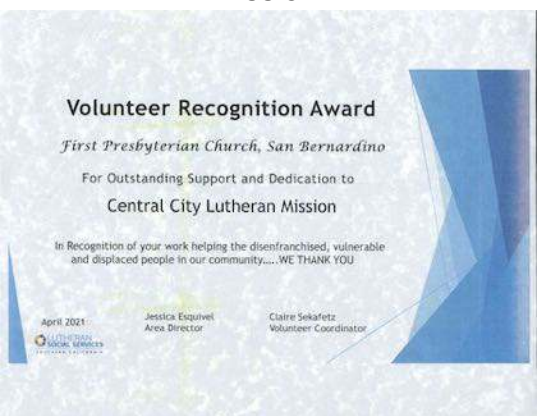 Volunteer Recognition Award
First Presbyterian Church, San Bernardino
For Outstanding Support and Dedication to
Central City Lutheran Mission
In Recognition of your work helping the disenfranchised, vulnerable
and displaced people in our community.....WE THANK YOU
April 2021
Jessica Esquivel
Area Director
Claire Sekafetz
Volunteer Coordinator
LUTHERAN
SOCIAL SERVICES
SOUTHERN CALIFORNIA